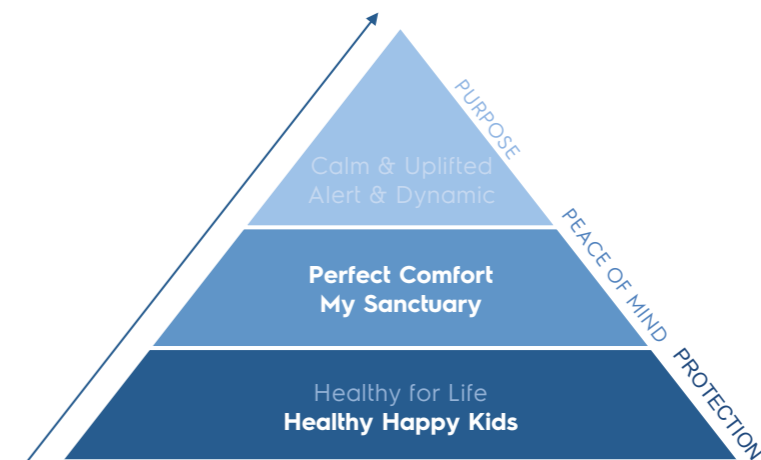 PURPOSE
Calm & Uplifted
Alert & Dynamic
PEACE OF MIND
Perfect Comfort
My Sanctuary
PROTECTION
Healthy for Life
Healthy Happy Kids